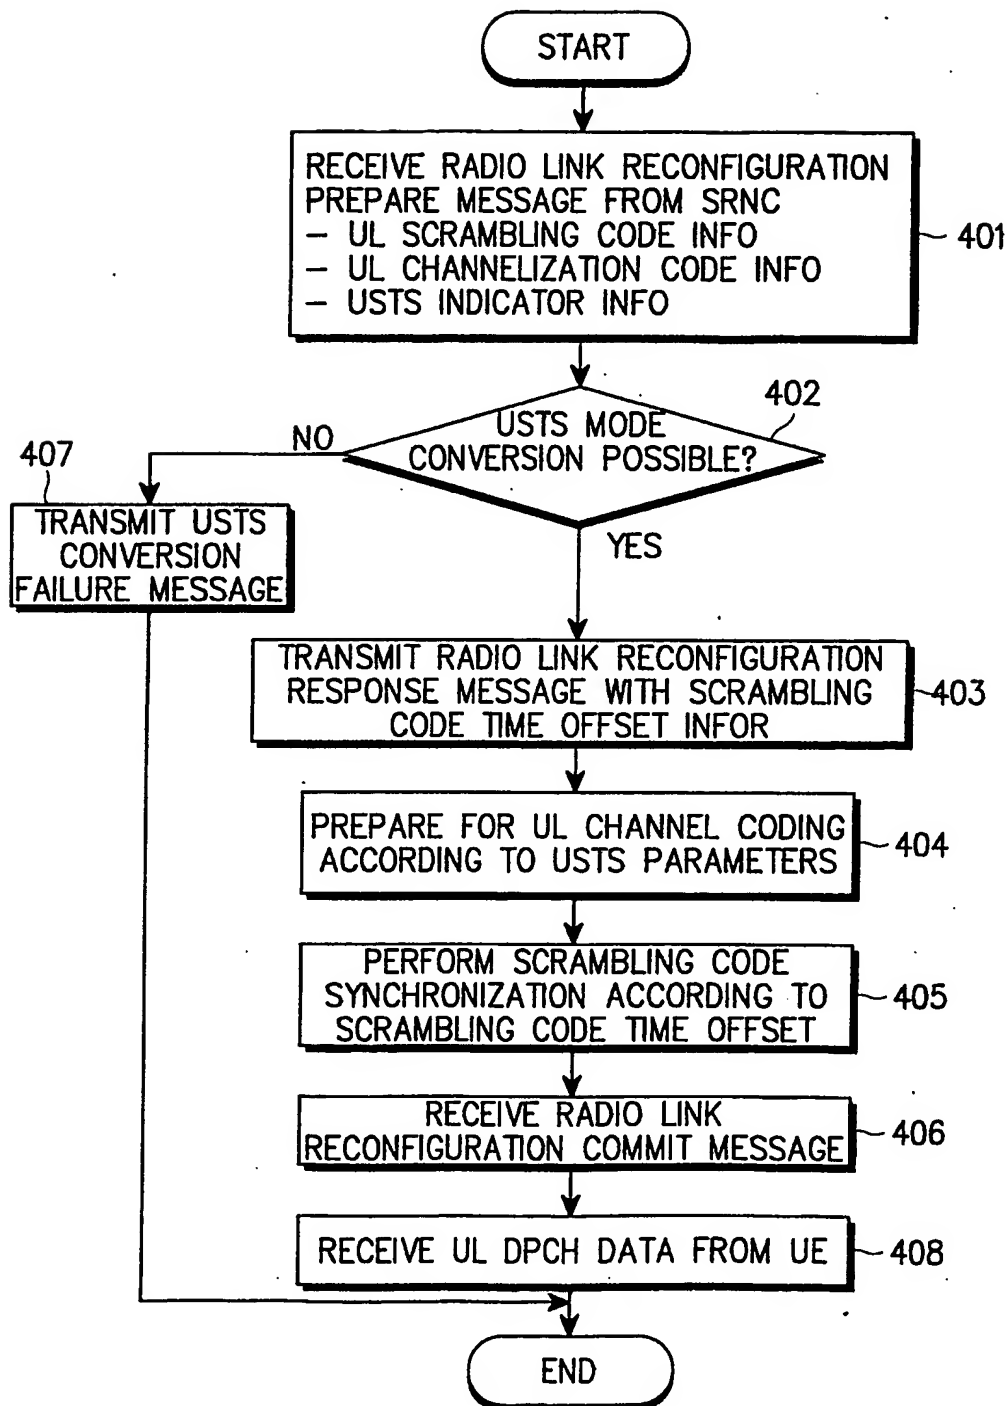 START
RECEIVE RADIO LINK RECONFIGURATION
PREPARE MESSAGE FROM SRNC
– UL SCRAMBLING CODE INFO
– UL CHANNELIZATION CODE INFO
– USTS INDICATOR INFO
401
402
USTS MODE
CONVERSION POSSIBLE?
NO
YES
407
TRANSMIT USTS
CONVERSION
FAILURE MESSAGE
TRANSMIT RADIO LINK RECONFIGURATION
RESPONSE MESSAGE WITH SCRAMBLING
CODE TIME OFFSET INFOR
403
PREPARE FOR UL CHANNEL CODING
ACCORDING TO USTS PARAMETERS
404
PERFORM SCRAMBLING CODE
SYNCHRONIZATION ACCORDING TO
SCRAMBLING CODE TIME OFFSET
405
RECEIVE RADIO LINK
RECONFIGURATION COMMIT MESSAGE
406
RECEIVE UL DPCH DATA FROM UE
408
END